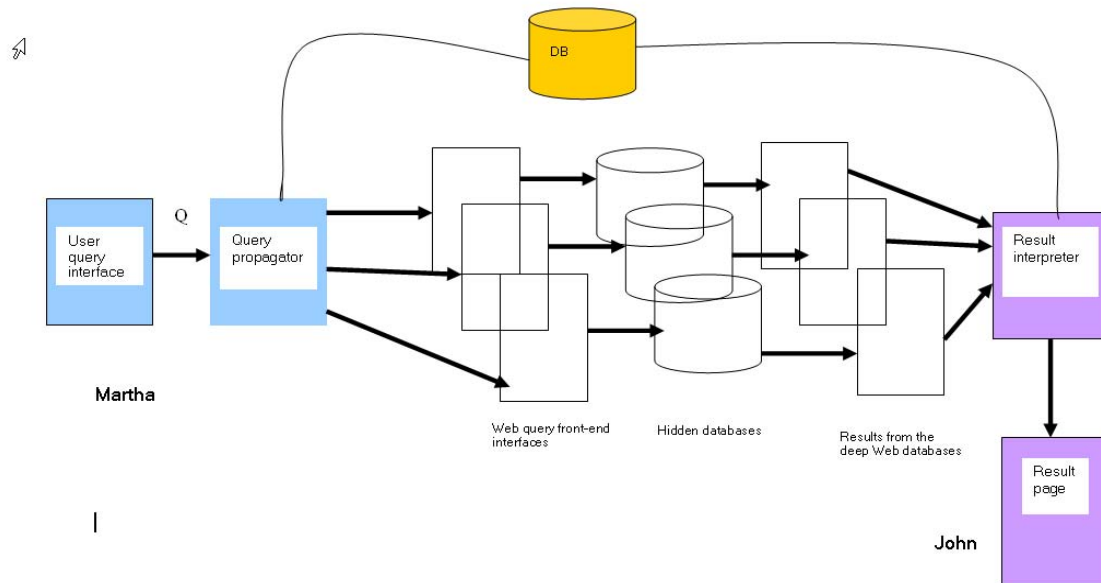 DB
Q
User
query
interface
Query
propagator
Result
interpreter
Martha
Web query front-end
interfaces
Hidden databases
Results from the
deep Web databases
Result
page
John